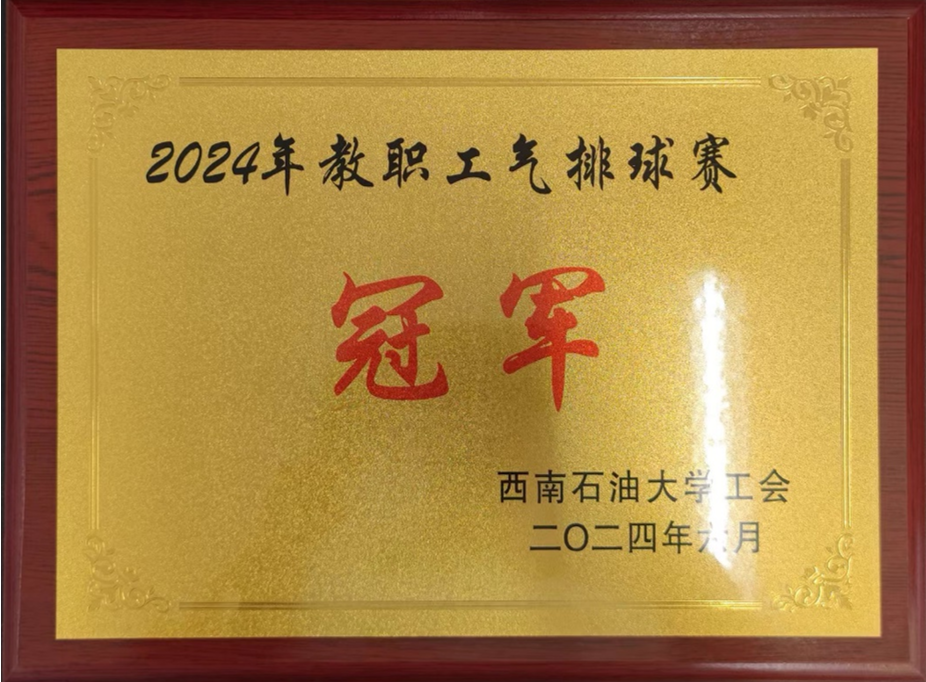 2024年教职工气排球赛
冠军
西南石油大学工会
二〇二四年六月